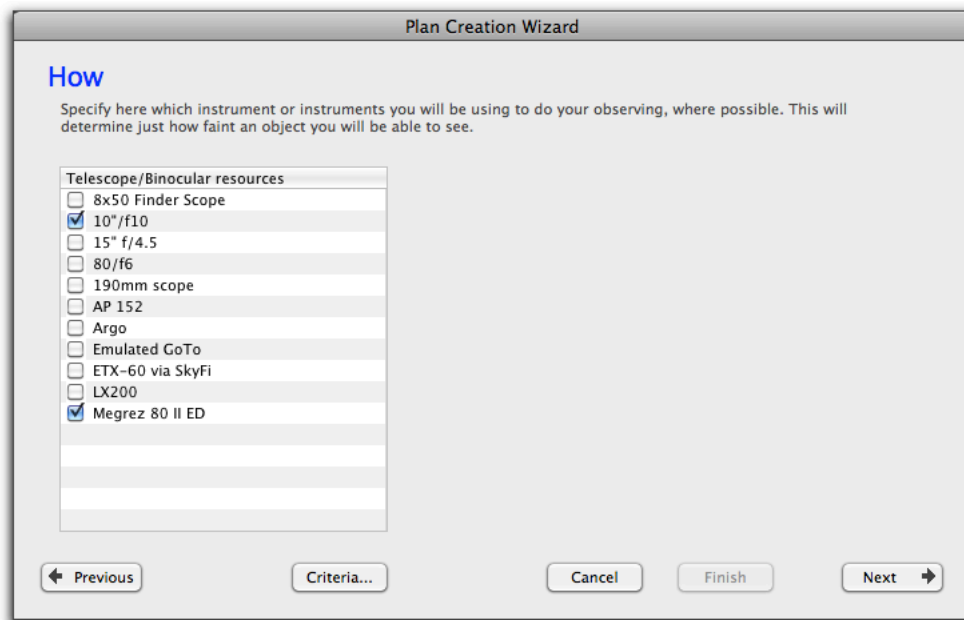 Plan Creation Wizard
How
Specify here which instrument or instruments you will be using to do your observing, where possible. This will
determine just how faint an object you will be able to see.
Telescope/Binocular resources
8x50 Finder Scope
10"/f10
15" f/4.5
80/f6
190mm scope
AP 152
Argo
Emulated GoTo
ETX-60 via SkyFi
LX200
Megrez 80 II ED
Previous
Criteria...
Cancel
Finish
Next